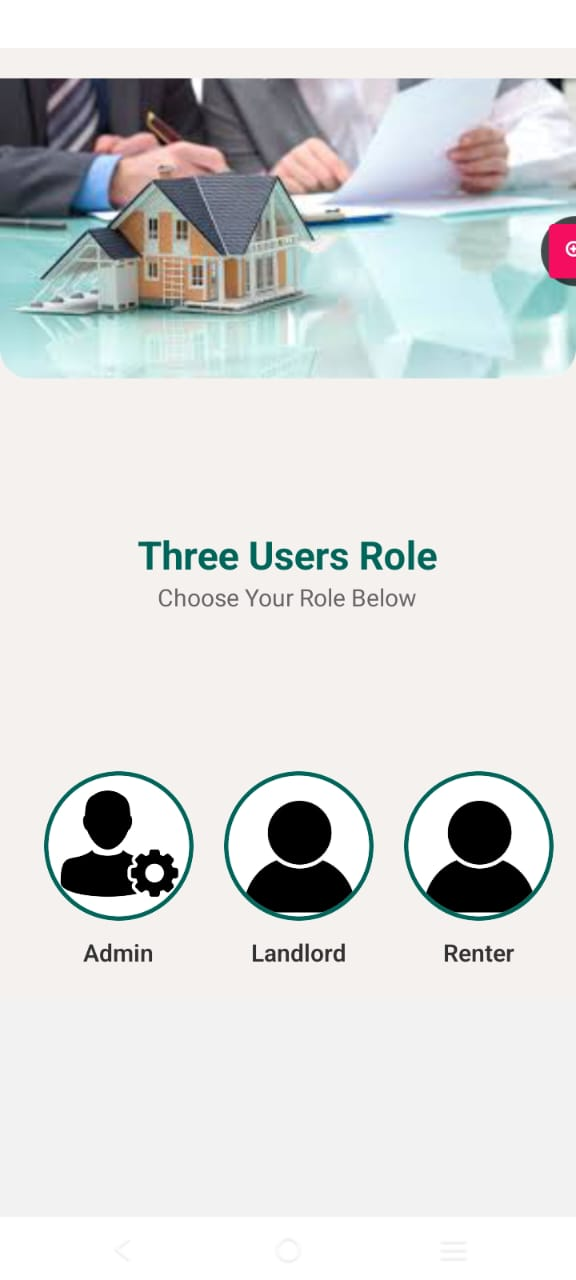 Three Users Role
Choose Your Role Below
Admin
Landlord
Renter